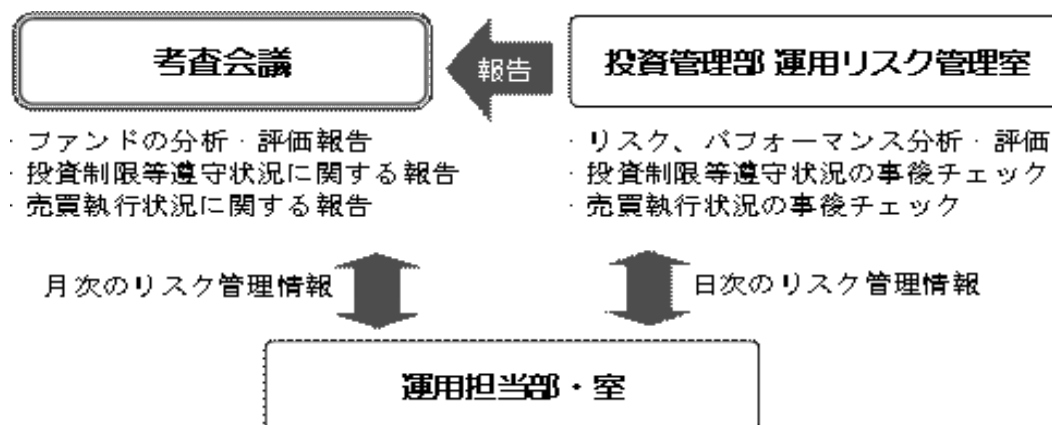 考査会議
報告
投資管理部 運用リスク管理室
・ファンドの分析・評価報告
・投資制限等遵守状況に関する報告
・売買執行状況に関する報告
・リスク、パフォーマンス分析・評価
・投資制限等遵守状況の事後チェック
・売買執行状況の事後チェック
月次のリスク管理情報
日次のリスク管理情報
運用担当部・室